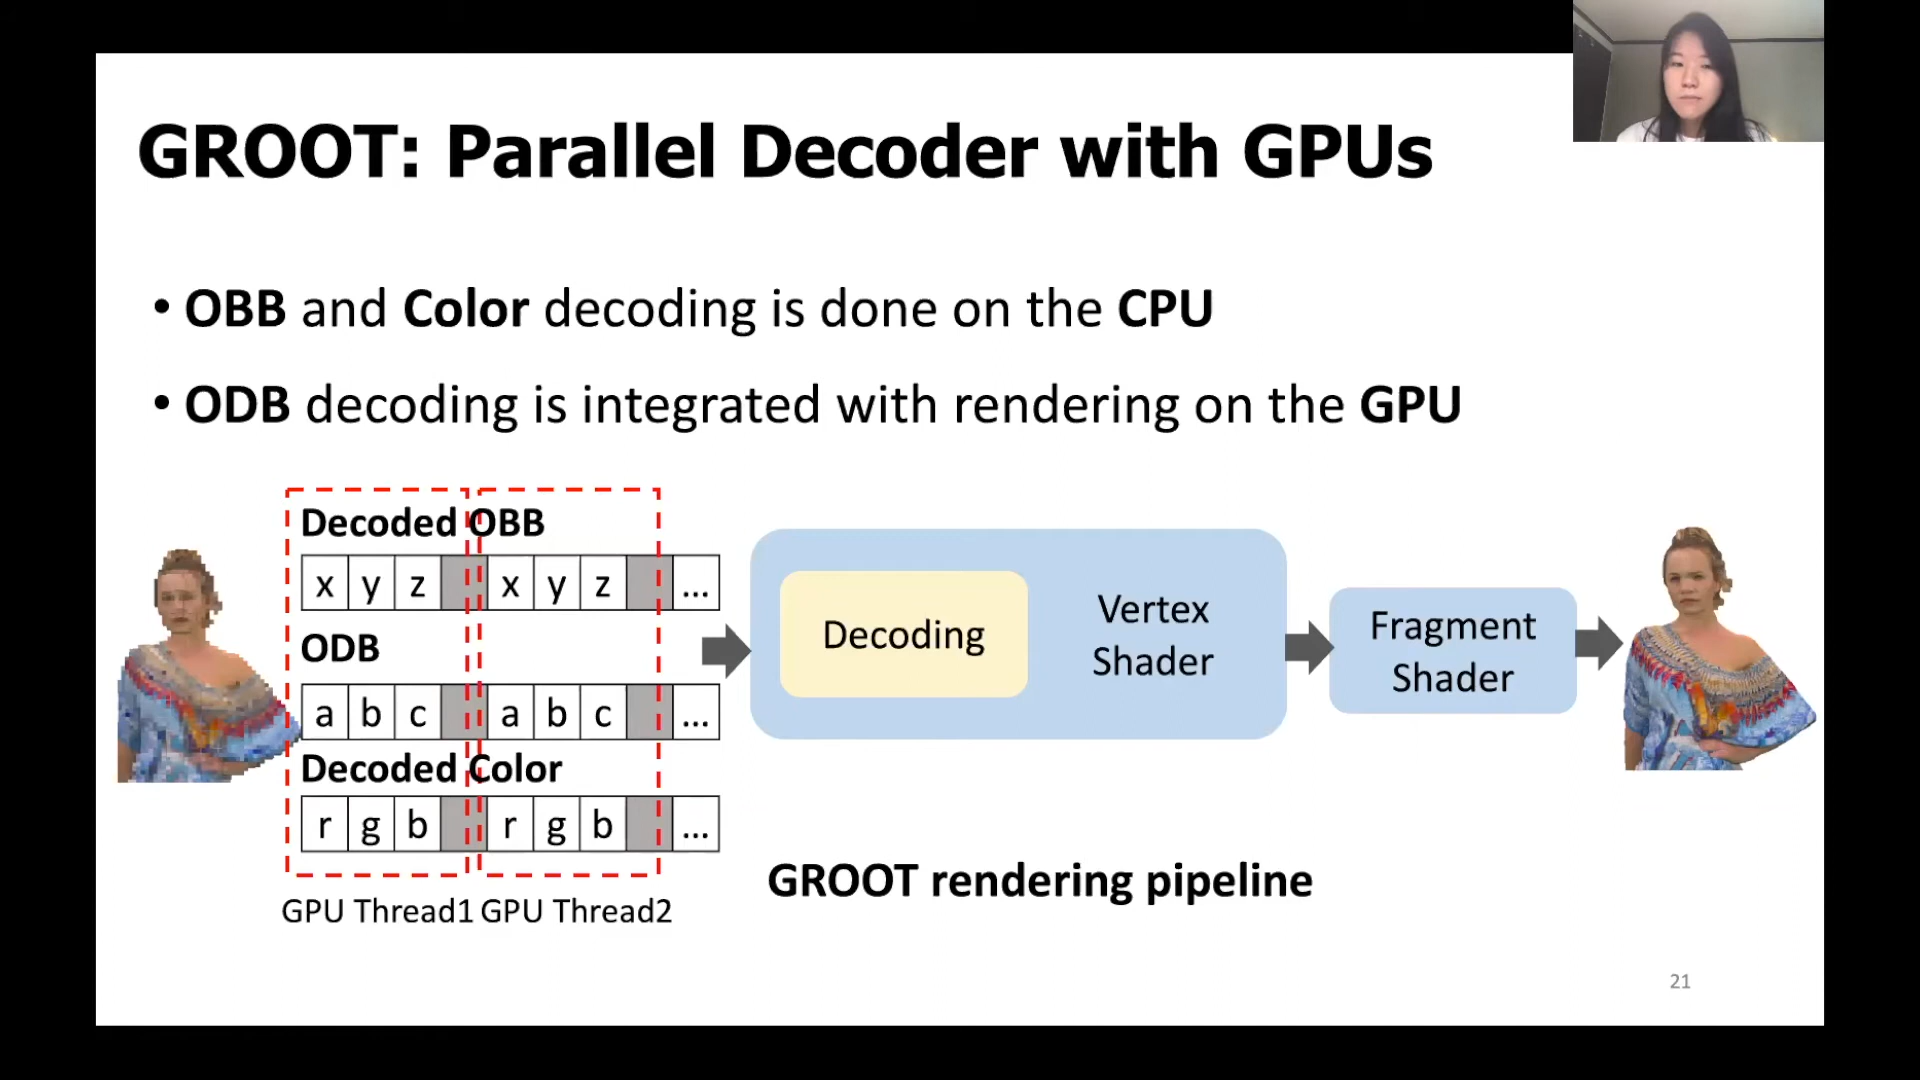 GROOT: Parallel Decoder with GPUs
• OBB and Color decoding is done on the CPU
• ODB decoding is integrated with rendering on the GPU
Decoded OBB
x y z x y z ...
ODB
a b c a b c ...
Decoded Color
r g b r g b ...
GPU Thread1 GPU Thread2
Decoding
Vertex
Shader
Fragment
Shader
GROOT rendering pipeline
21